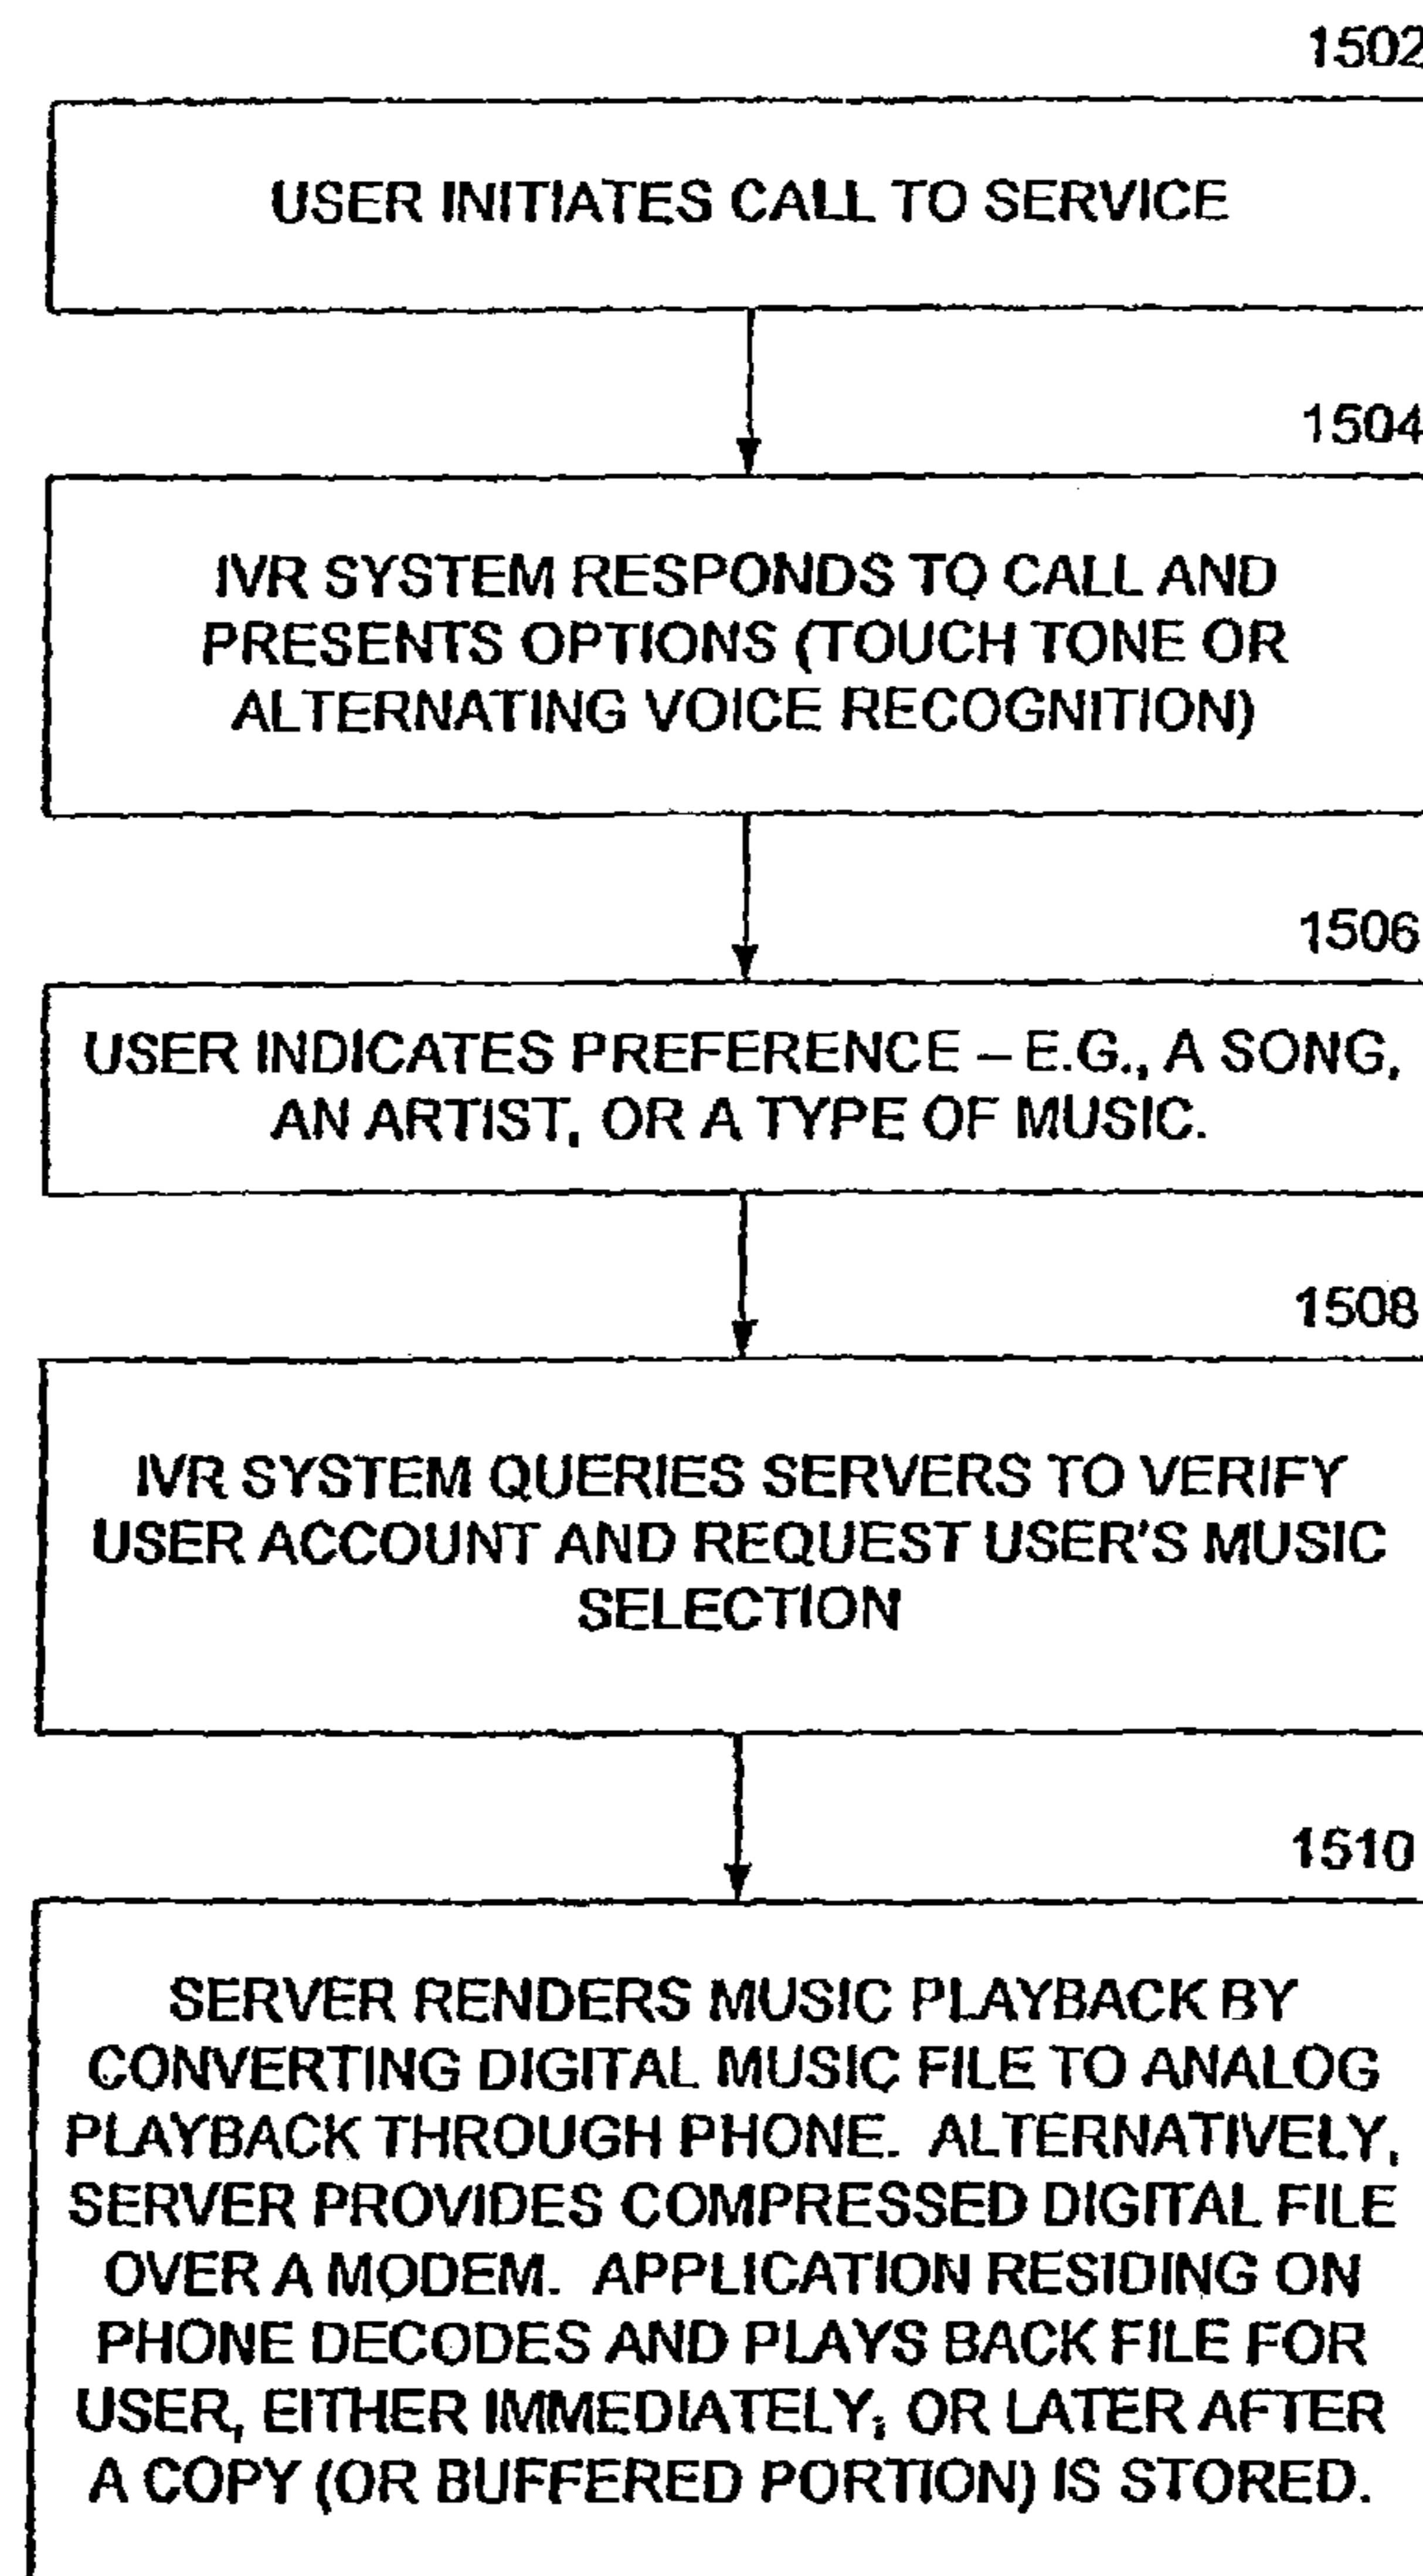 1502
USER INITIATES CALL TO SERVICE
1504
IVR SYSTEM RESPONDS TO CALL AND
PRESENTS OPTIONS (TOUCH TONE OR
ALTERNATING VOICE RECOGNITION)
1506
USER INDICATES PREFERENCE – E.G., A SONG,
AN ARTIST, OR A TYPE OF MUSIC.
1508
IVR SYSTEM QUERIES SERVERS TO VERIFY
USER ACCOUNT AND REQUEST USER'S MUSIC
SELECTION
1510
SERVER RENDERS MUSIC PLAYBACK BY
CONVERTING DIGITAL MUSIC FILE TO ANALOG
PLAYBACK THROUGH PHONE. ALTERNATIVELY,
SERVER PROVIDES COMPRESSED DIGITAL FILE
OVER A MODEM. APPLICATION RESIDING ON
PHONE DECODES AND PLAYS BACK FILE FOR
USER, EITHER IMMEDIATELY, OR LATER AFTER
A COPY (OR BUFFERED PORTION) IS STORED.